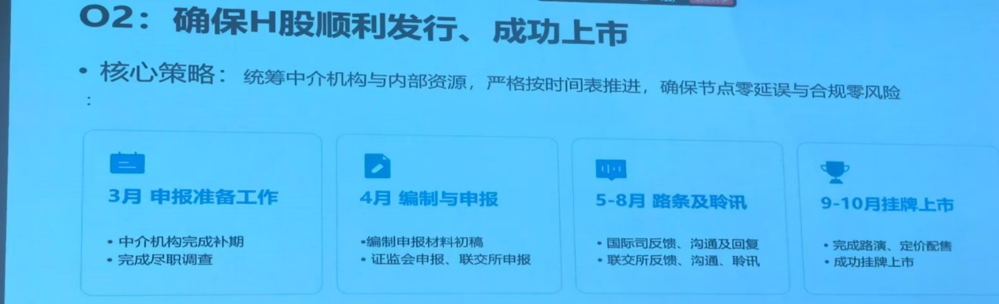 O2：确保H股顺利发行、成功上市
• 核心策略：统筹中介机构与内部资源，严格按时间表推进，确保节点零延误与合规零风险
：
3月 申报准备工作
• 中介机构完成补期
• 完成尽职调查
4月 编制与申报
•编制申报材料初稿
• 证监会申报、联交所申报
5-8月 路条及聆讯
• 国际司反馈、沟通及回复
• 联交所反馈、沟通、聆讯
9-10月挂牌上市
• 完成路演、定价配售
• 成功挂牌上市